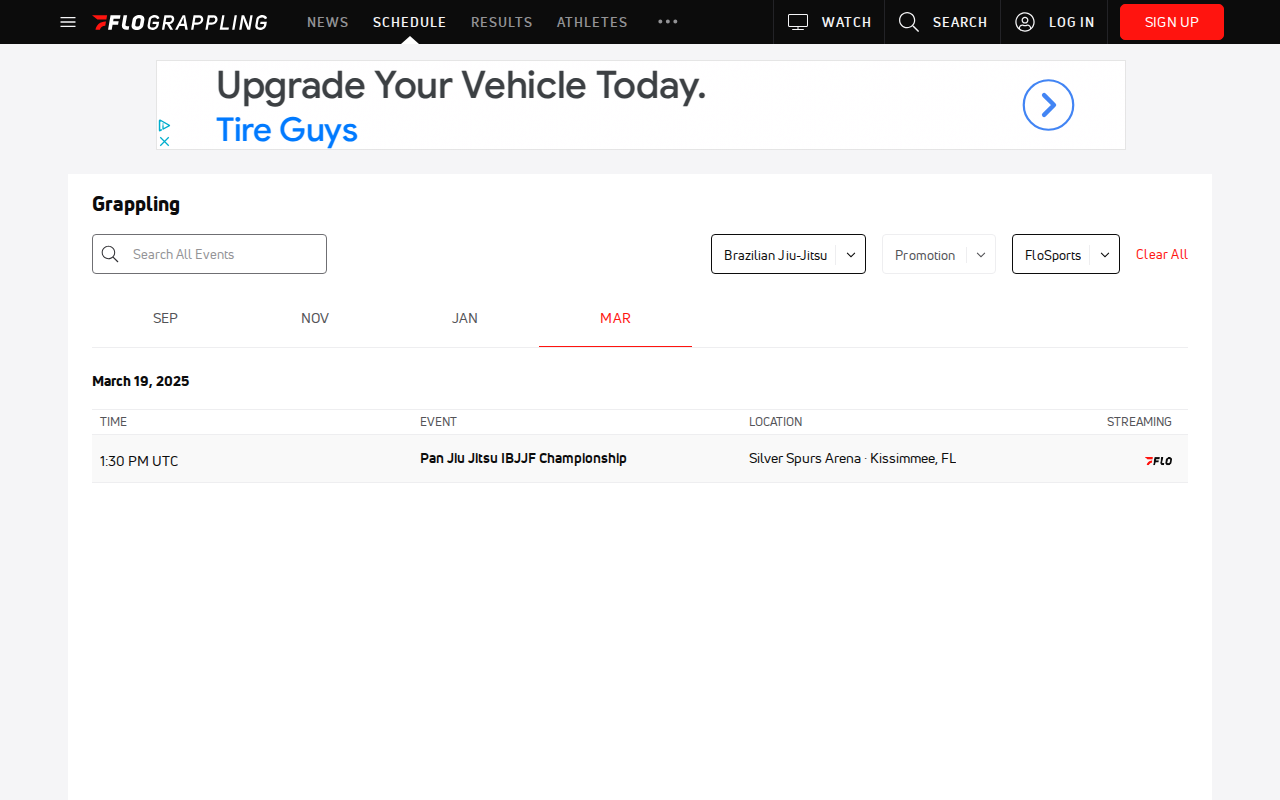 FLOGRAPPLING NEWS SCHEDULE RESULTS ATHLETES WATCH SEARCH LOG IN SIGN UP
Upgrade Your Vehicle Today.
Tire Guys
Grappling
Search All Events Brazilian Jiu-Jitsu Promotion FloSports Clear All
SEP NOV JAN MAR
March 19, 2025
TIME EVENT LOCATION STREAMING
1:30 PM UTC Pan Jiu Jitsu IBJJF Championship Silver Spurs Arena · Kissimmee, FL FLO